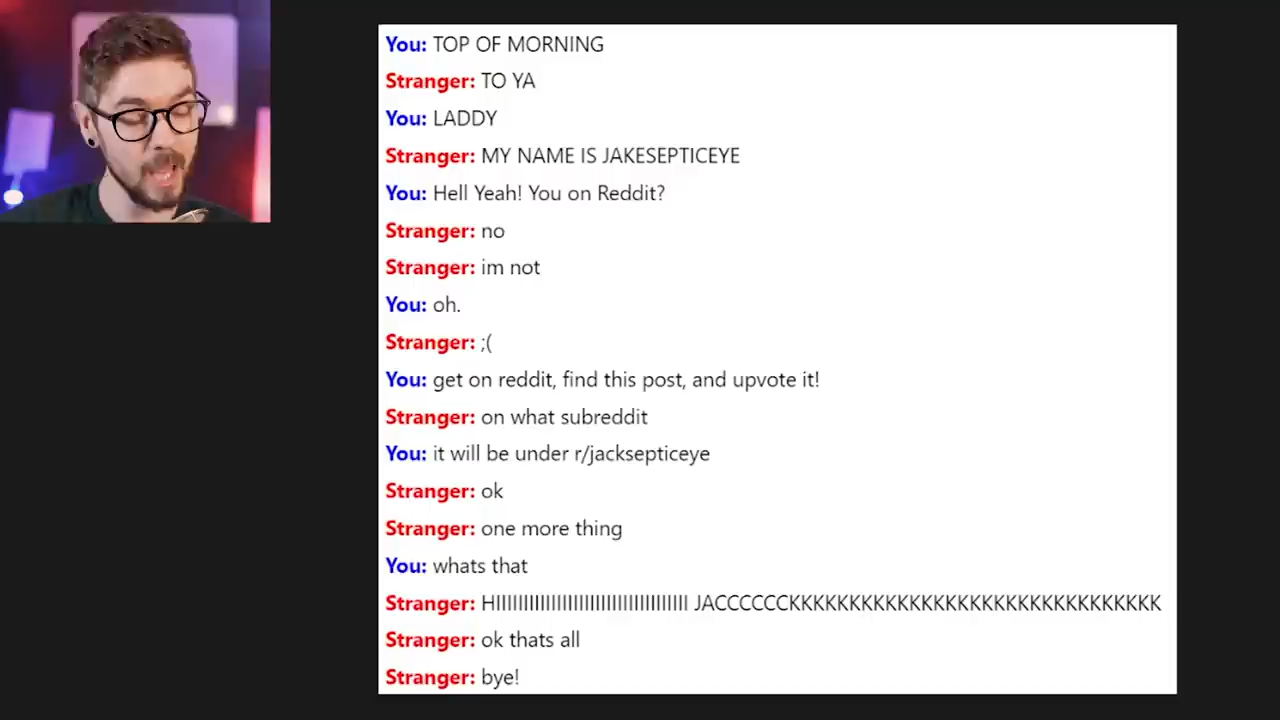 You: TOP OF MORNING
Stranger: TO YA
You: LADDY
Stranger: MY NAME IS JAKESEPTICEYE
You: Hell Yeah! You on Reddit?
Stranger: no
Stranger: im not
You: oh.
Stranger: ;(
You: get on reddit, find this post, and upvote it!
Stranger: on what subreddit
You: it will be under r/jacksepticeye
Stranger: ok
Stranger: one more thing
You: whats that
Stranger: HIIIIIIIIIIIIIIIIIIIIIIIIIIIIIIIIIII JACCCCCCKKKKKKKKKKKKKKKKKKKKKKKKKKKKKKK
Stranger: ok thats all
Stranger: bye!